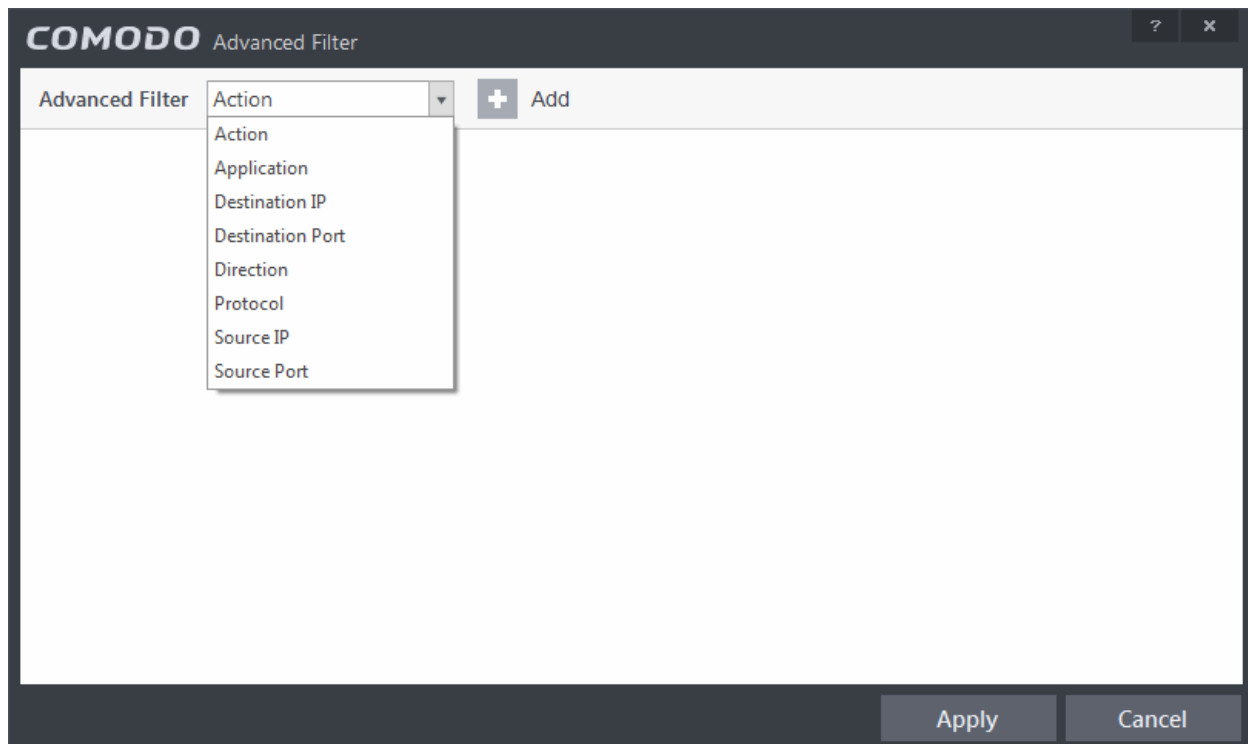 COMODO Advanced Filter ? ×
Advanced Filter Action Add
Action
Application
Destination IP
Destination Port
Direction
Protocol
Source IP
Source Port
Apply Cancel